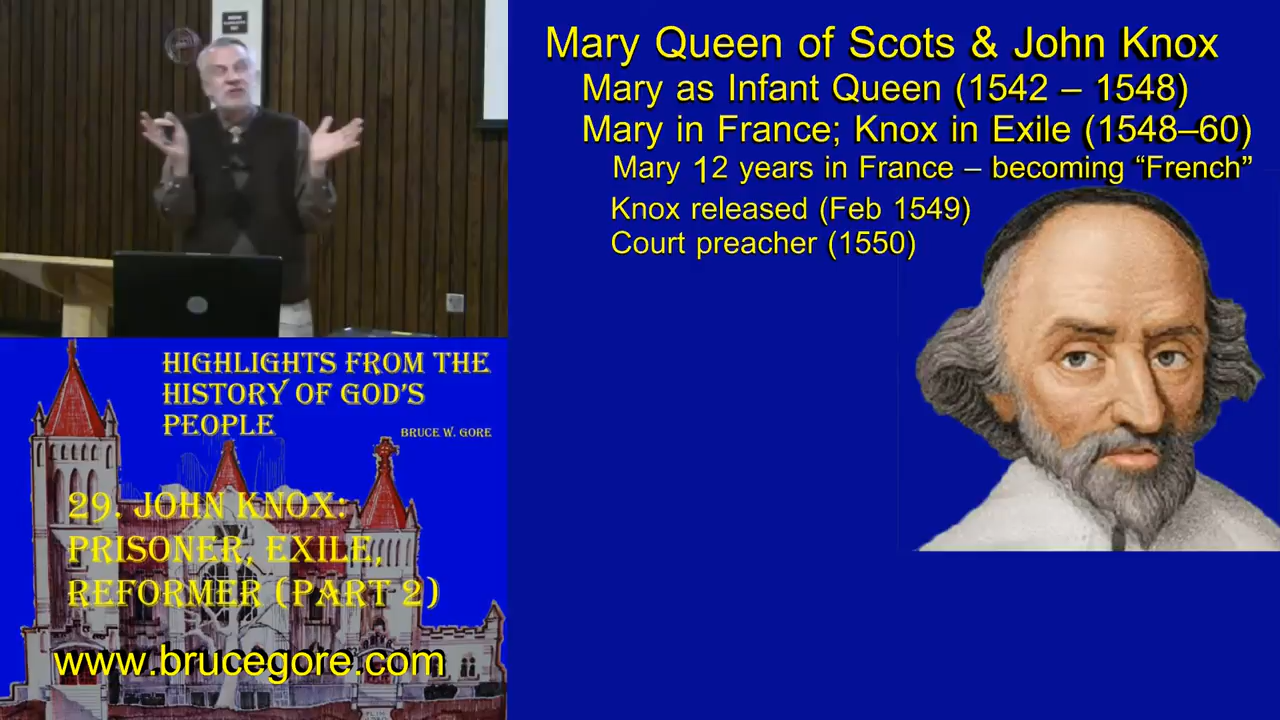 Mary Queen of Scots & John Knox
Mary as Infant Queen (1542 – 1548)
Mary in France; Knox in Exile (1548–60)
Mary 12 years in France – becoming “French”
Knox released (Feb 1549)
Court preacher (1550)
HIGHLIGHTS FROM THE
HISTORY OF GOD'S
PEOPLE
BRUCE W. GORE
29. JOHN KNOX:
PRISONER, EXILE,
REFORMER (PART 2)
www.brucegore.com